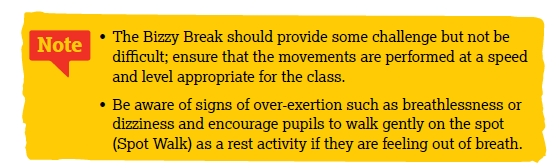 Note
• The Bizzy Break should provide some challenge but not be
difficult; ensure that the movements are performed at a speed
and level appropriate for the class.
• Be aware of signs of over-exertion such as breathlessness or
dizziness and encourage pupils to walk gently on the spot
(Spot Walk) as a rest activity if they are feeling out of breath.